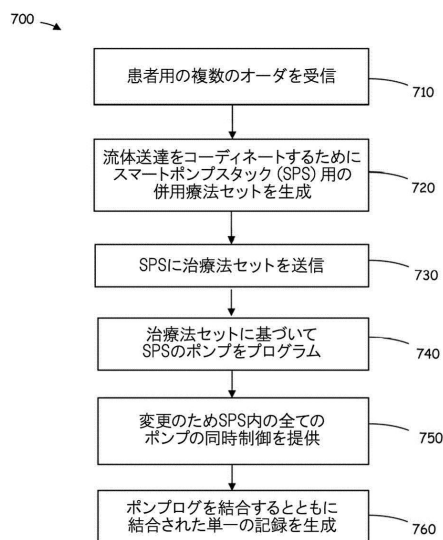 700
患者用の複数のオーダを受信
710
流体送達をコーディネートするために
スマートポンプスタック(SPS)用の
併用療法セットを生成
720
SPSに治療法セットを送信
730
治療法セットに基づいて
SPSのポンプをプログラム
740
変更のためSPS内の全ての
ポンプの同時制御を提供
750
ポンプログを結合するとともに
結合された単一の記録を生成
760